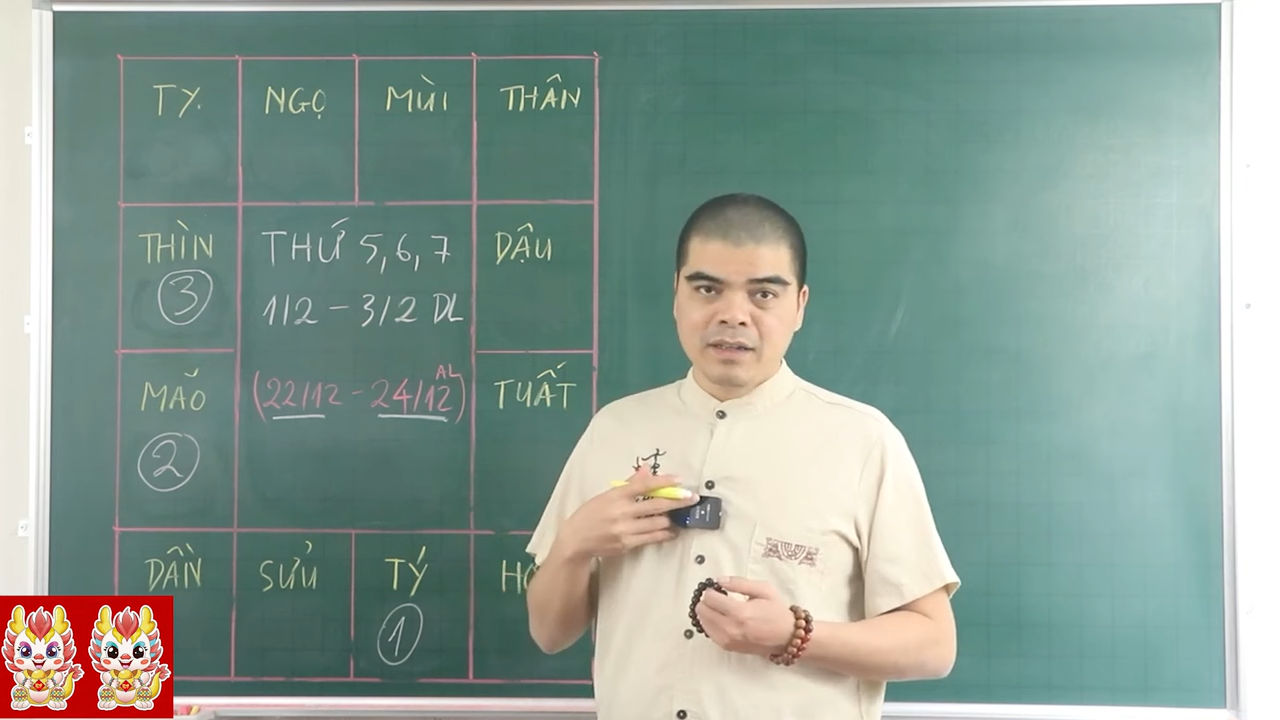 TỴ. NGỌ MÙI THÂN
THÌN THỨ 5, 6, 7 DẬU
3 1/2 - 3/2 DL
MÃO (22/12 - 24/12) AL TUẤT
2
DẦN SỬU TÝ
1